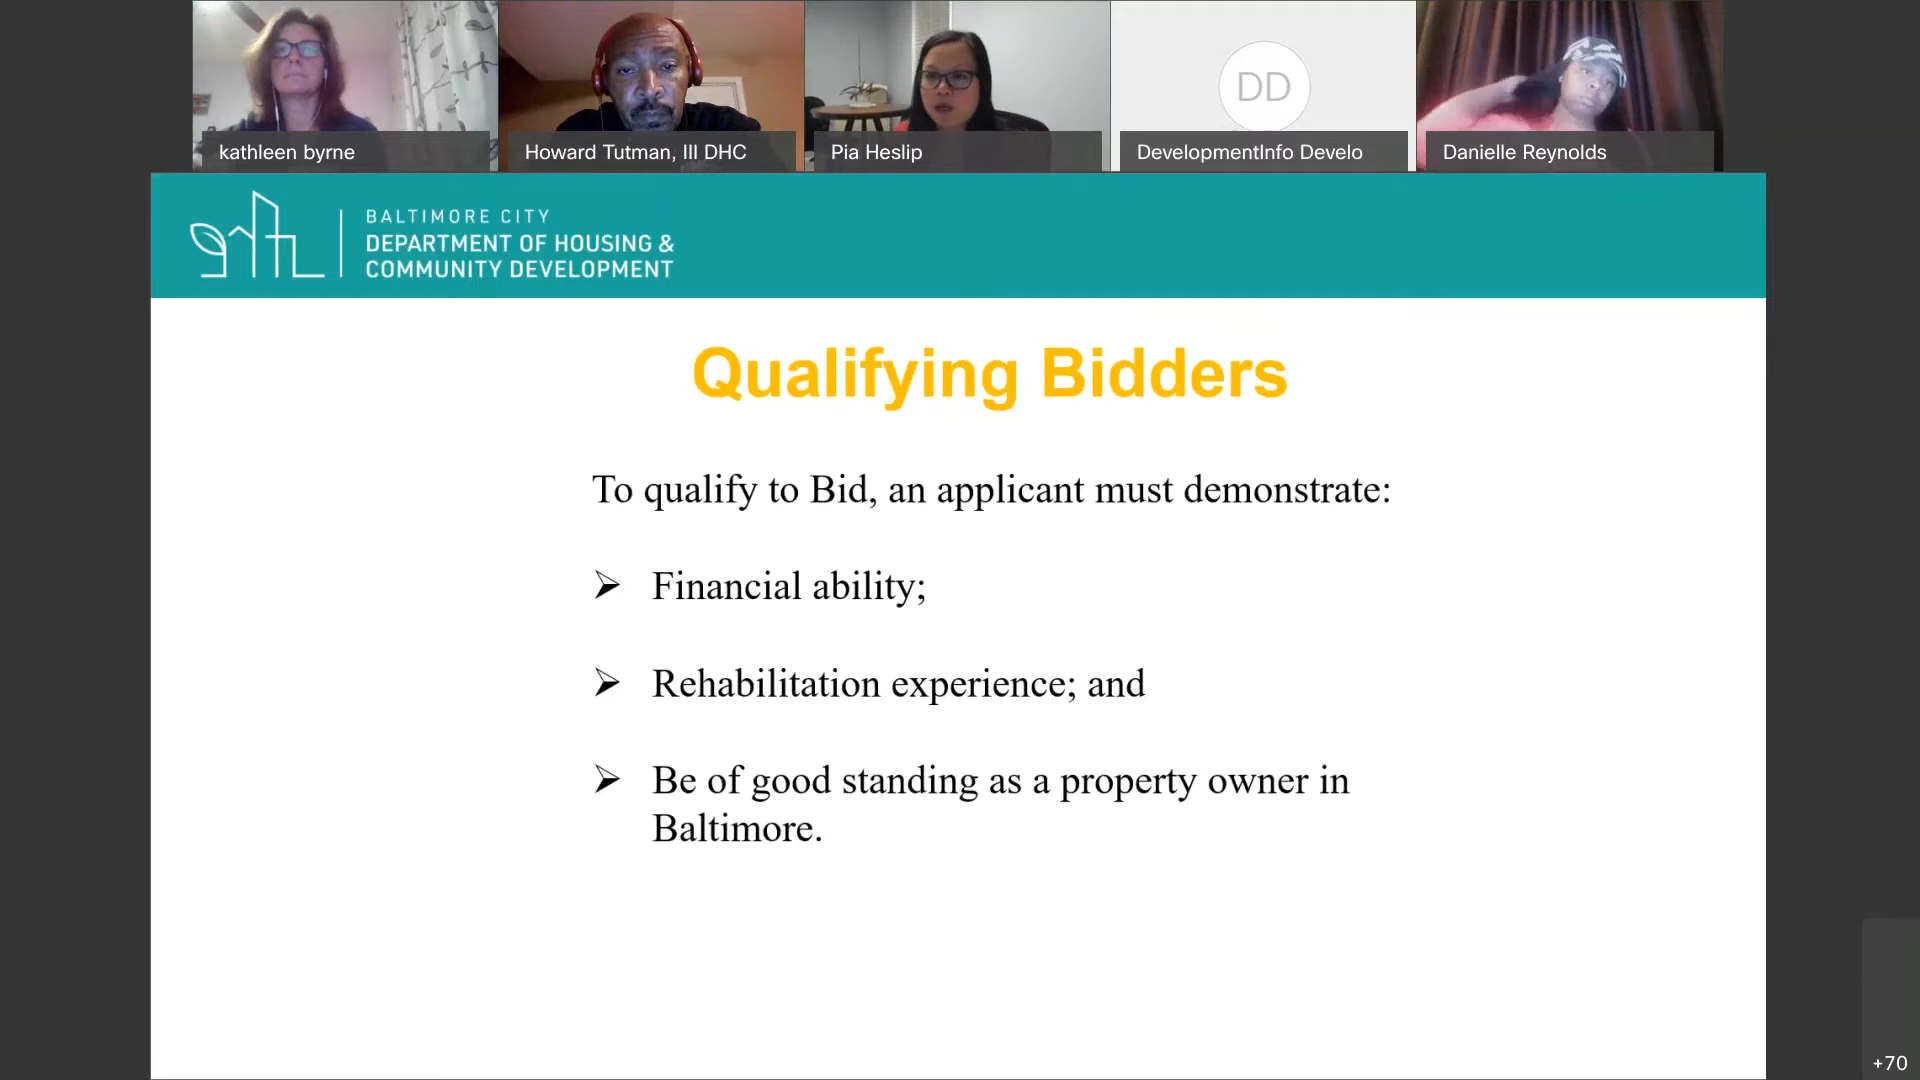 kathleen byrne
Howard Tutman, III DHC
Pia Heslip
DD
DevelopmentInfo Develo
Danielle Reynolds
BALTIMORE CITY
DEPARTMENT OF HOUSING &
COMMUNITY DEVELOPMENT
Qualifying Bidders
To qualify to Bid, an applicant must demonstrate:
➢ Financial ability;
➢ Rehabilitation experience; and
➢ Be of good standing as a property owner in
Baltimore.
+70